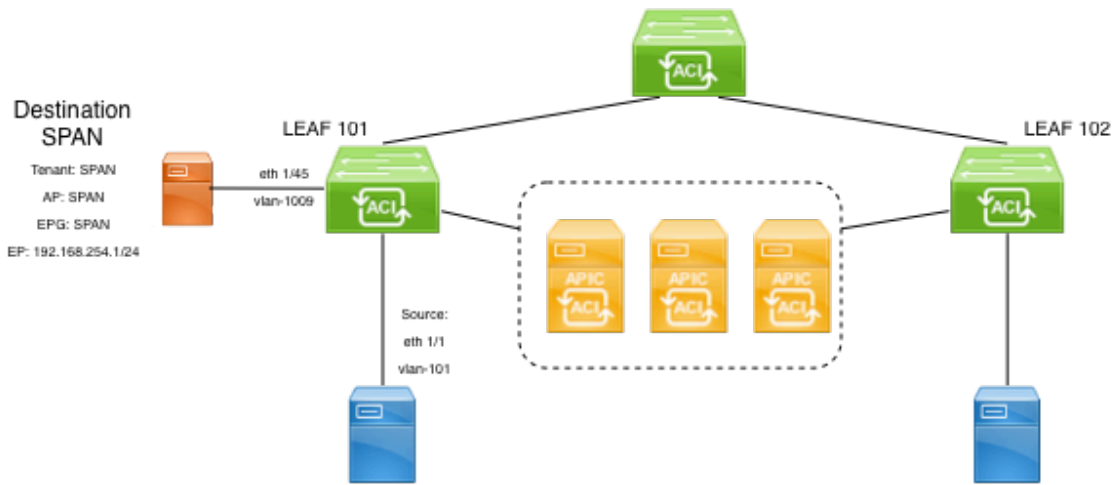 ACI
Destination
SPAN
Tenant: SPAN
AP: SPAN
EPG: SPAN
EP: 192.168.254.1/24
LEAF 101
eth 1/45
vlan-1009
ACI
Source:
eth 1/1
vlan-101
APIC
ACI
APIC
ACI
APIC
ACI
LEAF 102
ACI